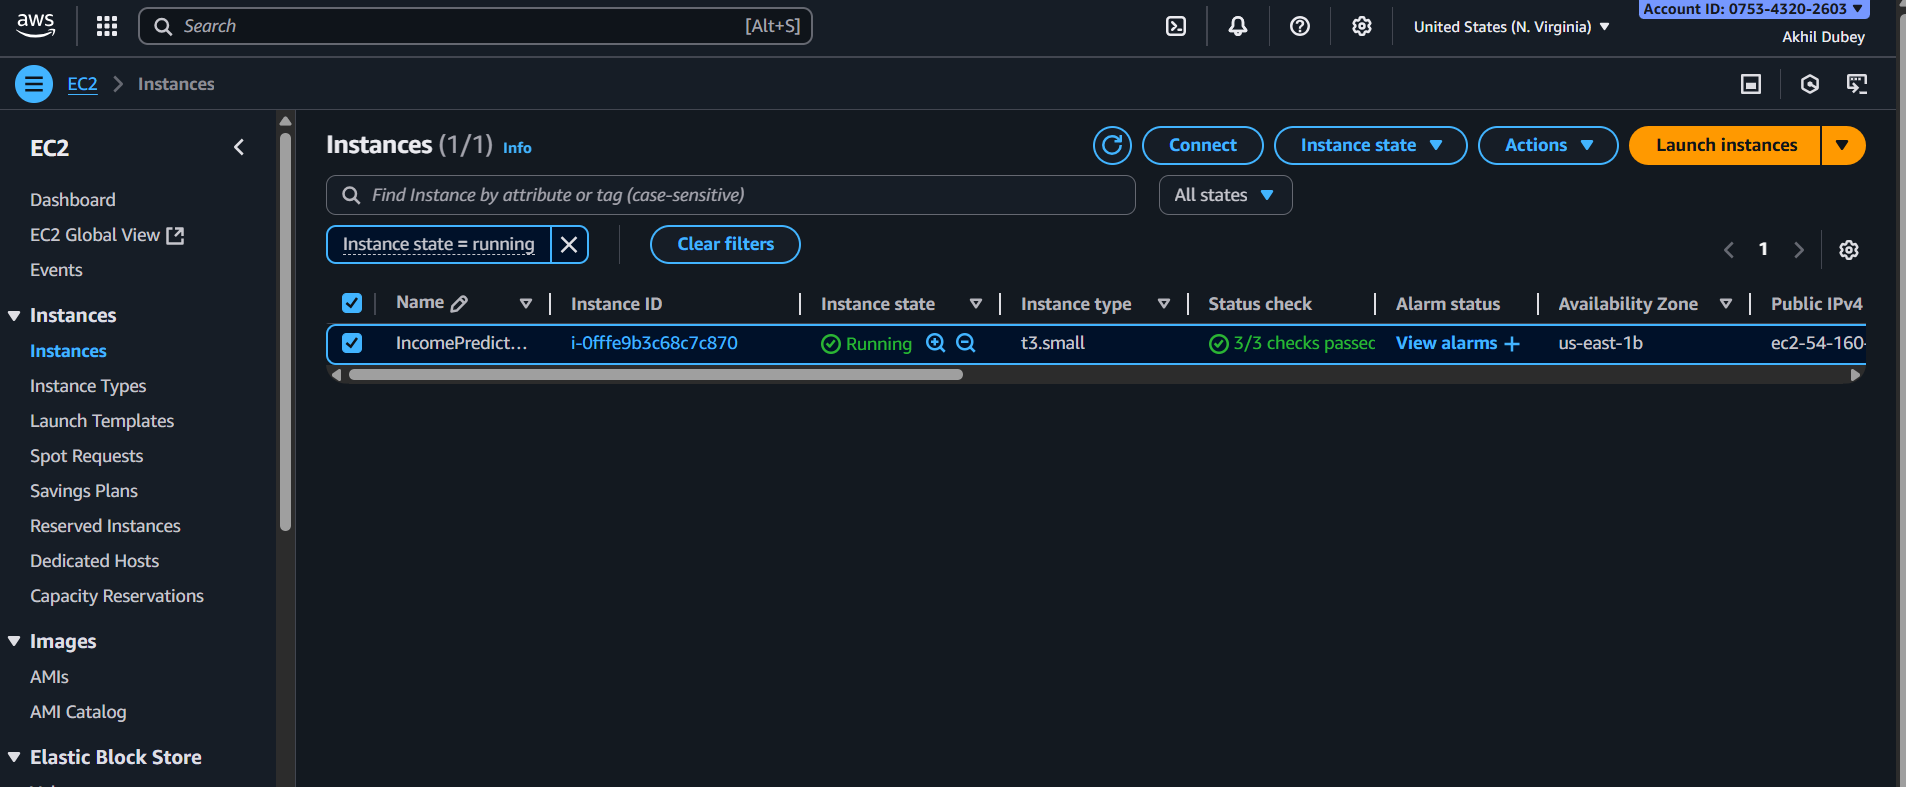 aws
Search [Alt+S]
United States (N. Virginia)
Account ID: 0753-4320-2603
Akhil Dubey
EC2 Instances
EC2
Dashboard
EC2 Global View
Events
Instances
Instances
Instance Types
Launch Templates
Spot Requests
Savings Plans
Reserved Instances
Dedicated Hosts
Capacity Reservations
Images
AMIs
AMI Catalog
Elastic Block Store
Instances (1/1) Info
Connect
Instance state
Actions
Launch instances
Find Instance by attribute or tag (case-sensitive)
All states
Instance state = running
Clear filters
1
Name Instance ID Instance state Instance type Status check Alarm status Availability Zone Public IPv4
IncomePredict... i-0fffe9b3c68c7c870 Running t3.small 3/3 checks passec View alarms + us-east-1b ec2-54-160-